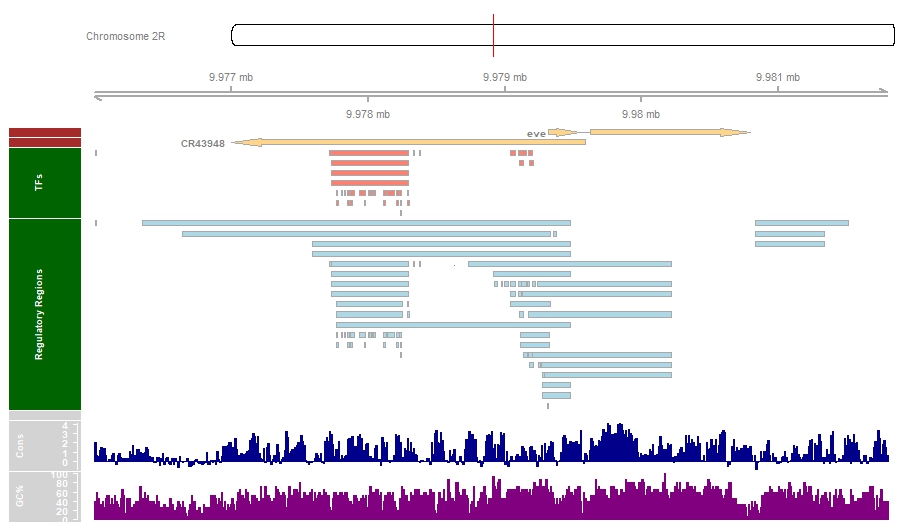 Chromosome 2R
9.977 mb
9.979 mb
9.981 mb
9.978 mb
9.98 mb
eve
CR43948
TFs
Regulatory Regions
Cons
4
3
2
1
0
GC%
100
80
60
40
20
0